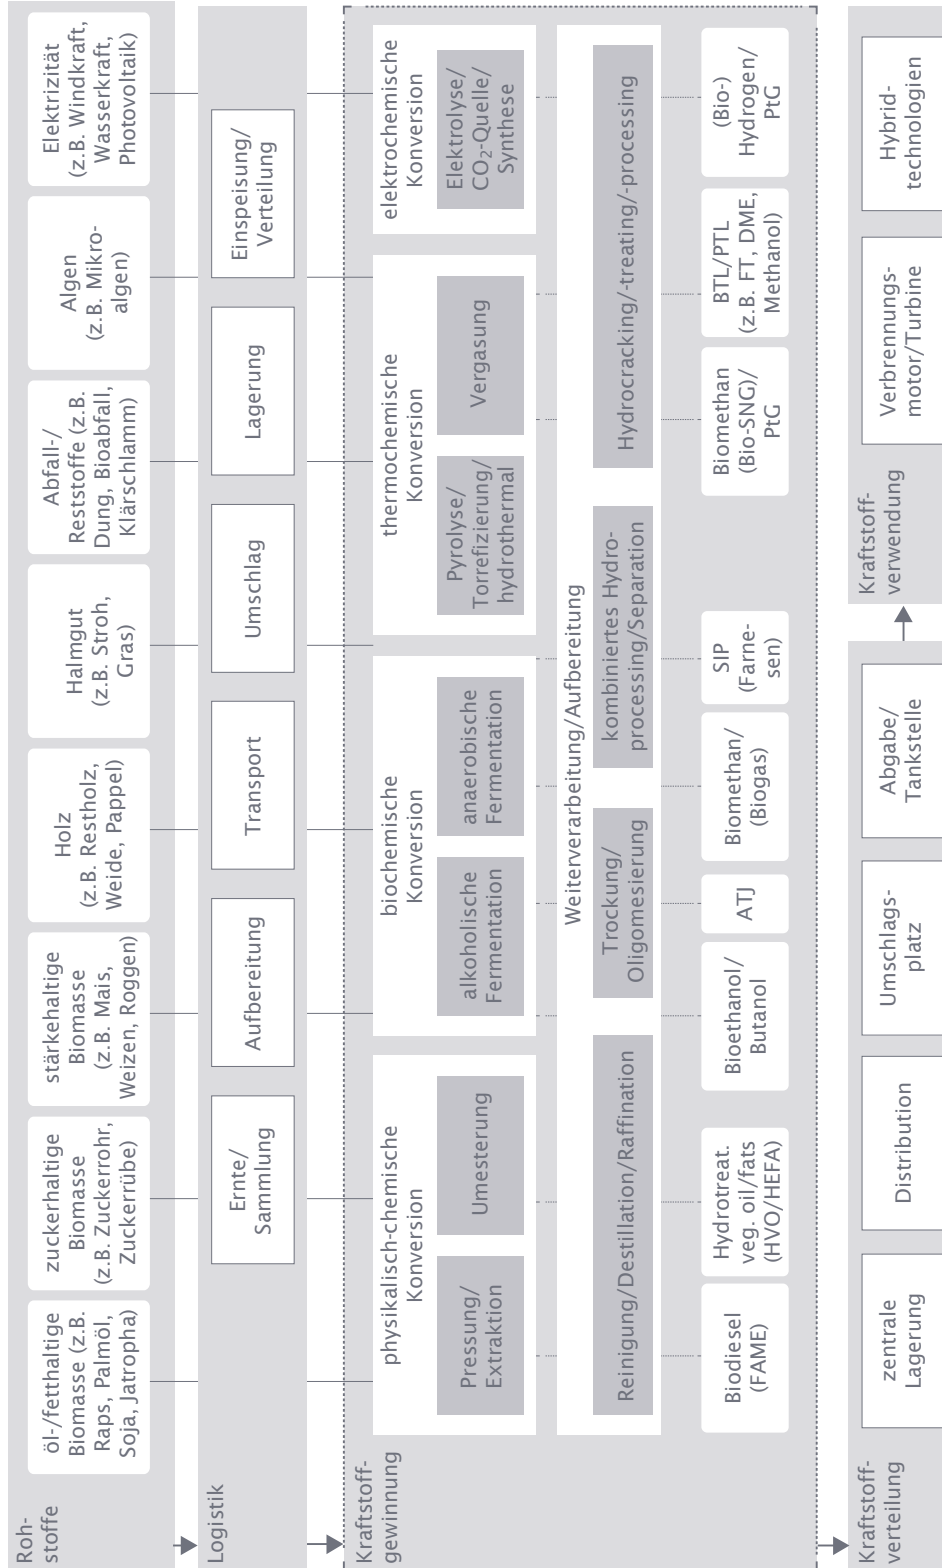 Roh-
stoffe
öl-/fetthaltige
Biomasse (z.B.
Raps, Palmöl,
Soja, Jatropha)
zuckerhaltige
Biomasse
(z.B. Zuckerrohr,
Zuckerrübe)
stärkehaltige
Biomasse
(z.B. Mais,
Weizen, Roggen)
Holz
(z.B. Restholz,
Weide, Pappel)
Halmgut
(z.B. Stroh,
Gras)
Abfall-/
Reststoffe (z.B.
Dung, Bioabfall,
Klärschlamm)
Algen
(z.B. Mikro-
algen)
Elektrizität
(z.B. Windkraft,
Wasserkraft,
Photovoltaik)
Logistik
Ernte/
Sammlung
Aufbereitung
Transport
Umschlag
Lagerung
Einspeisung/
Verteilung
Kraftstoff-
gewinnung
physikalisch-chemische
Konversion
Pressung/
Extraktion
Umesterung
biochemische
Konversion
alkoholische
Fermentation
anaerobische
Fermentation
thermochemische
Konversion
Pyrolyse/
Torrefizierung/
hydrothermal
Vergasung
elektrochemische
Konversion
Elektrolyse/
CO₂-Quelle/
Synthese
Weiterverarbeitung/Aufbereitung
Reinigung/Destillation/Raffination
Trockung/
Oligomesierung
kombiniertes Hydro-
processing/Separation
Hydrocracking/-treating/-processing
Biodiesel
(FAME)
Hydrotreat.
veg. oil/fats
(HVO/HEFA)
Bioethanol/
Butanol
ATJ
Biomethan/
(Biogas)
SIP
(Farne-
sen)
Biomethan
(Bio-SNG)/
PtG
BTL/PTL
(z.B. FT, DME,
Methanol)
(Bio-)
Hydrogen/
PtG
Kraftstoff-
verteilung
zentrale
Lagerung
Distribution
Umschlags-
platz
Abgabe/
Tankstelle
Kraftstoff-
verwendung
Verbrennungs-
motor/Turbine
Hybrid-
technologien